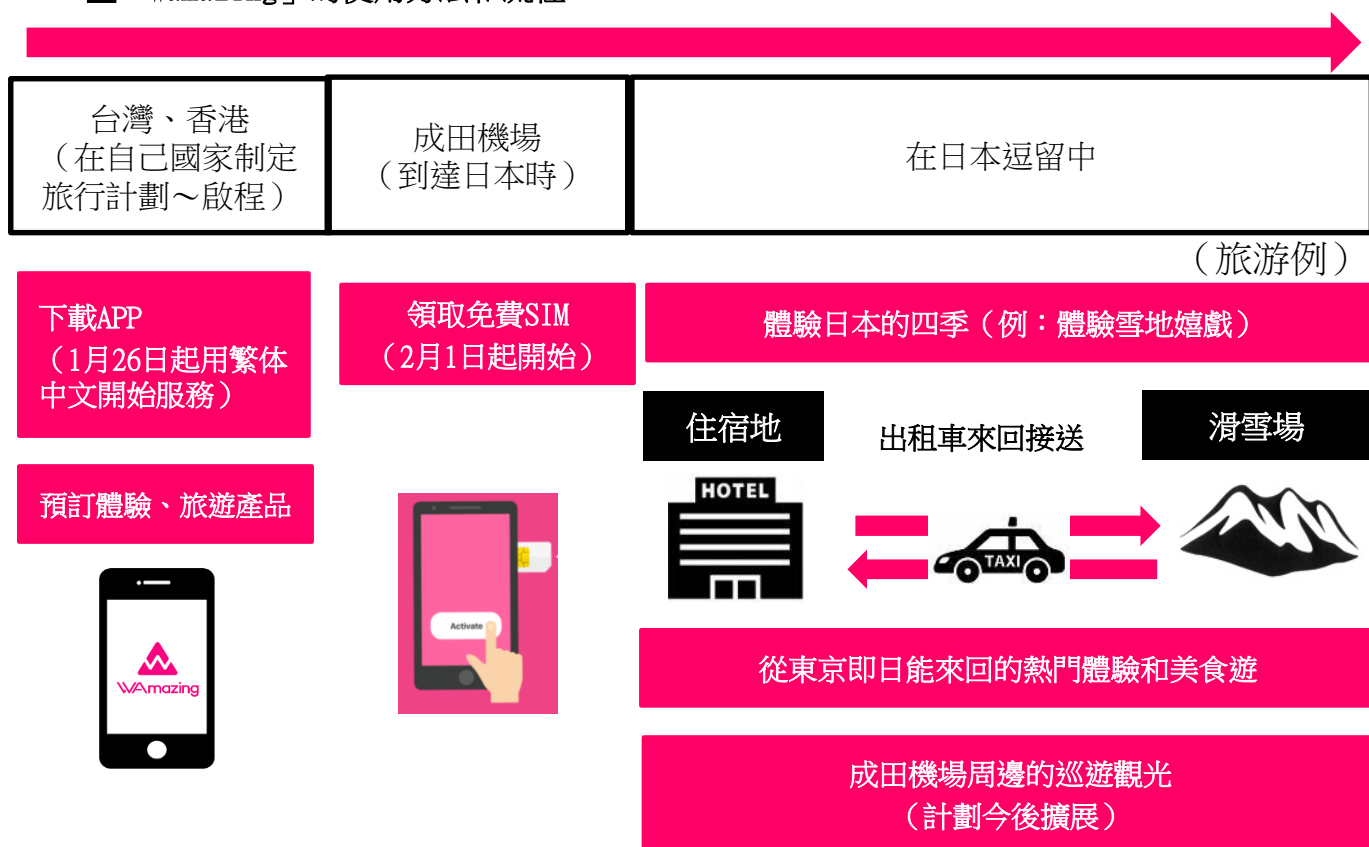 台灣、香港
（在自己國家制定
旅行計劃～啟程）
成田機場
（到達日本時）
在日本逗留中
（旅游例）
下載APP
（1月26日起用繁体
中文開始服務）
預訂體驗、旅遊產品
WAmazing
領取免費SIM
（2月1日起開始）
Activate
體驗日本的四季（例：體驗雪地嬉戲）
住宿地
出租車來回接送
滑雪場
HOTEL
TAXI
從東京即日能來回的熱門體驗和美食遊
成田機場周邊的巡遊觀光
（計劃今後擴展）